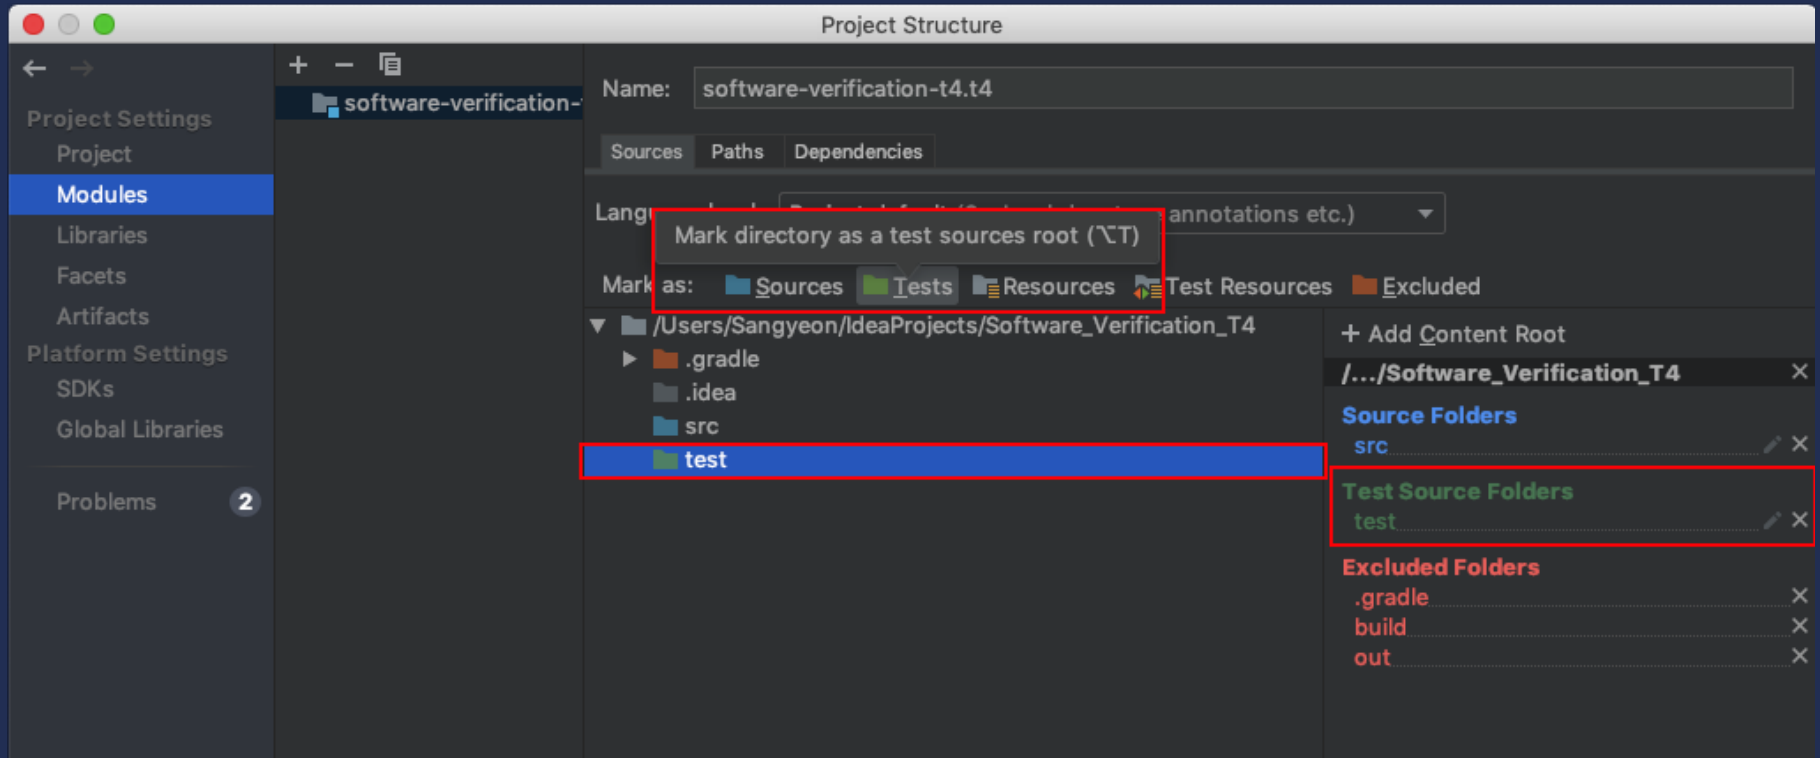 Project Structure
Project Settings
Project
Modules
Libraries
Facets
Artifacts
Platform Settings
SDKs
Global Libraries
Problems
2
software-verification-
Name:
software-verification-t4.t4
Sources
Paths
Dependencies
annotations etc.)
Mark directory as a test sources root (⌥T)
Mark as:
Sources
Tests
Resources
Test Resources
Excluded
/Users/Sangyeon/IdeaProjects/Software_Verification_T4
.gradle
.idea
src
test
+ Add Content Root
/.../Software_Verification_T4
Source Folders
src
Test Source Folders
test
Excluded Folders
.gradle
build
out